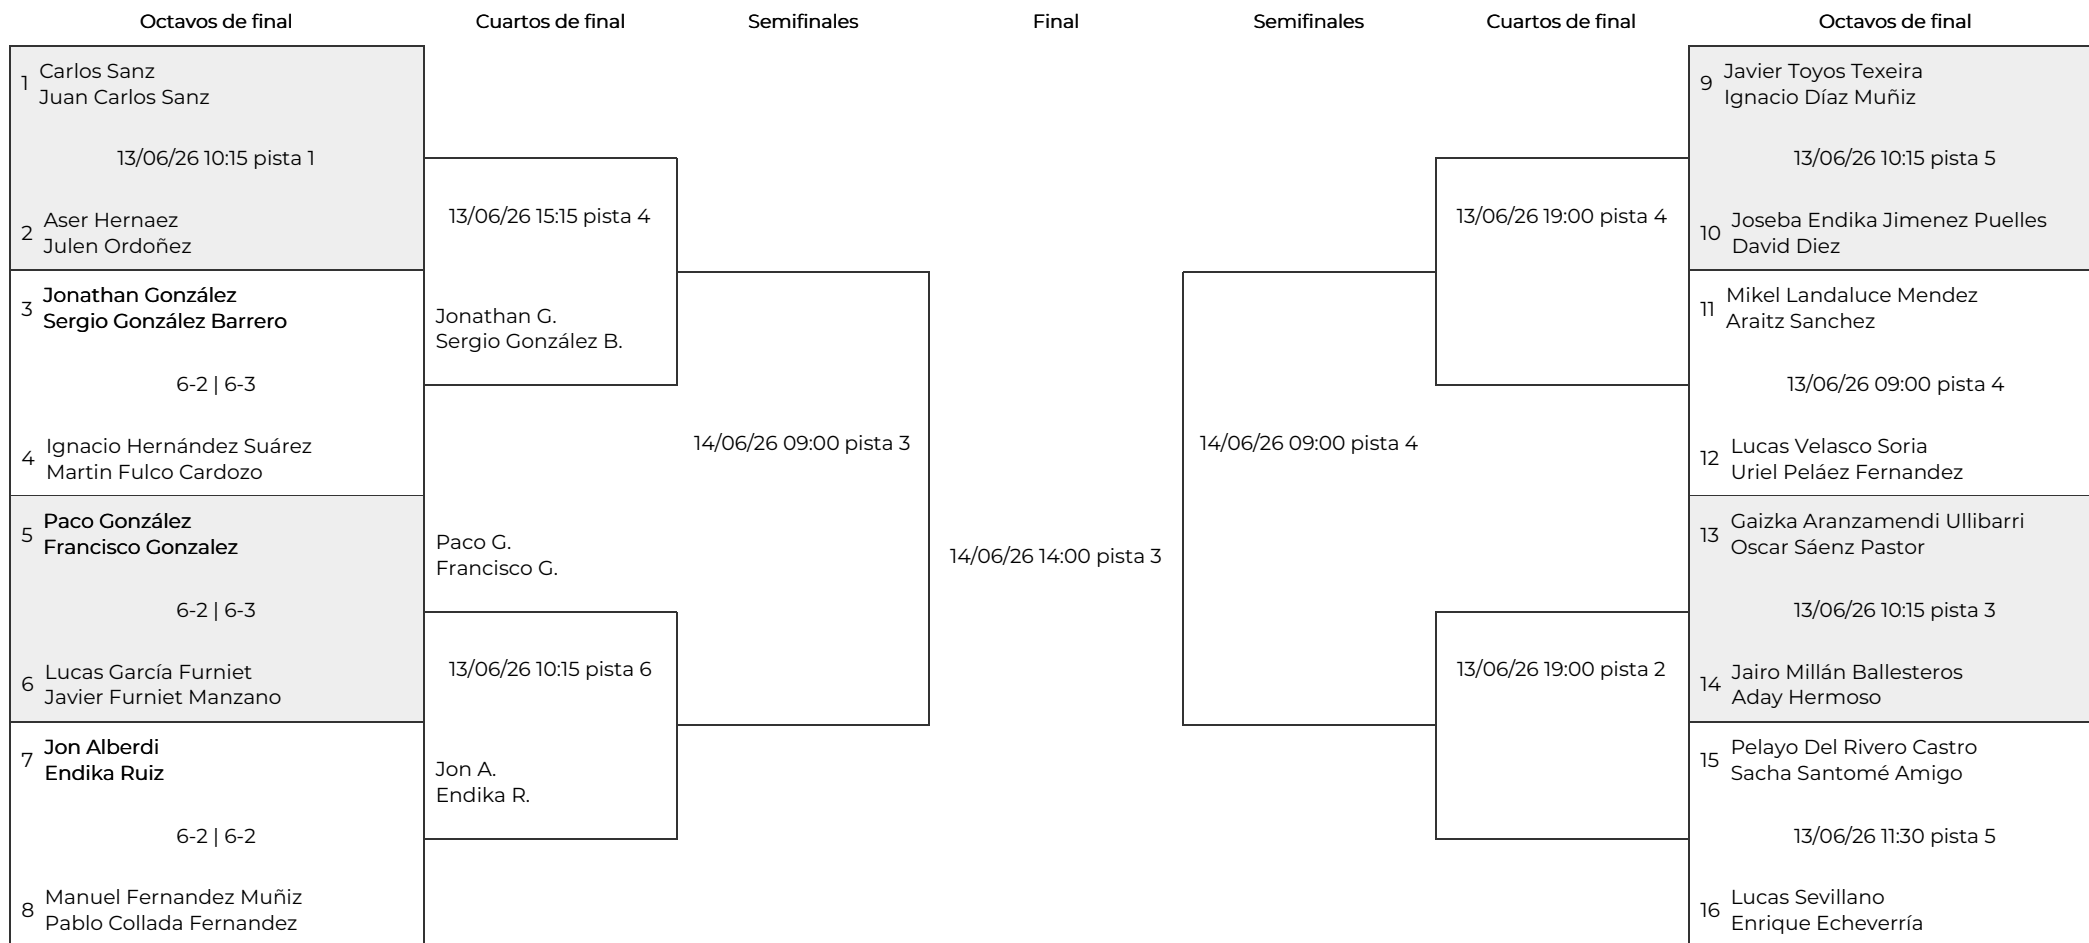 Octavos de final
Cuartos de final
Semifinales
Final
Semifinales
Cuartos de final
Octavos de final
1
Carlos Sanz
Juan Carlos Sanz
13/06/26 10:15 pista 1
2
Aser Hernaez
Julen Ordoñez
3
Jonathan González
Sergio González Barrero
6-2 | 6-3
4
Ignacio Hernández Suárez
Martin Fulco Cardozo
5
Paco González
Francisco Gonzalez
6-2 | 6-3
6
Lucas García Furniet
Javier Furniet Manzano
7
Jon Alberdi
Endika Ruiz
6-2 | 6-2
8
Manuel Fernandez Muñiz
Pablo Collada Fernandez
13/06/26 15:15 pista 4
Jonathan G.
Sergio González B.
Paco G.
Francisco G.
13/06/26 10:15 pista 6
Jon A.
Endika R.
14/06/26 09:00 pista 3
14/06/26 14:00 pista 3
14/06/26 09:00 pista 4
13/06/26 19:00 pista 4
13/06/26 19:00 pista 2
9
Javier Toyos Texeira
Ignacio Díaz Muñiz
13/06/26 10:15 pista 5
10
Joseba Endika Jimenez Puelles
David Diez
11
Mikel Landaluce Mendez
Araitz Sanchez
13/06/26 09:00 pista 4
12
Lucas Velasco Soria
Uriel Peláez Fernandez
13
Gaizka Aranzamendi Ullibarri
Oscar Sáenz Pastor
13/06/26 10:15 pista 3
14
Jairo Millán Ballesteros
Aday Hermoso
15
Pelayo Del Rivero Castro
Sacha Santomé Amigo
13/06/26 11:30 pista 5
16
Lucas Sevillano
Enrique Echeverría